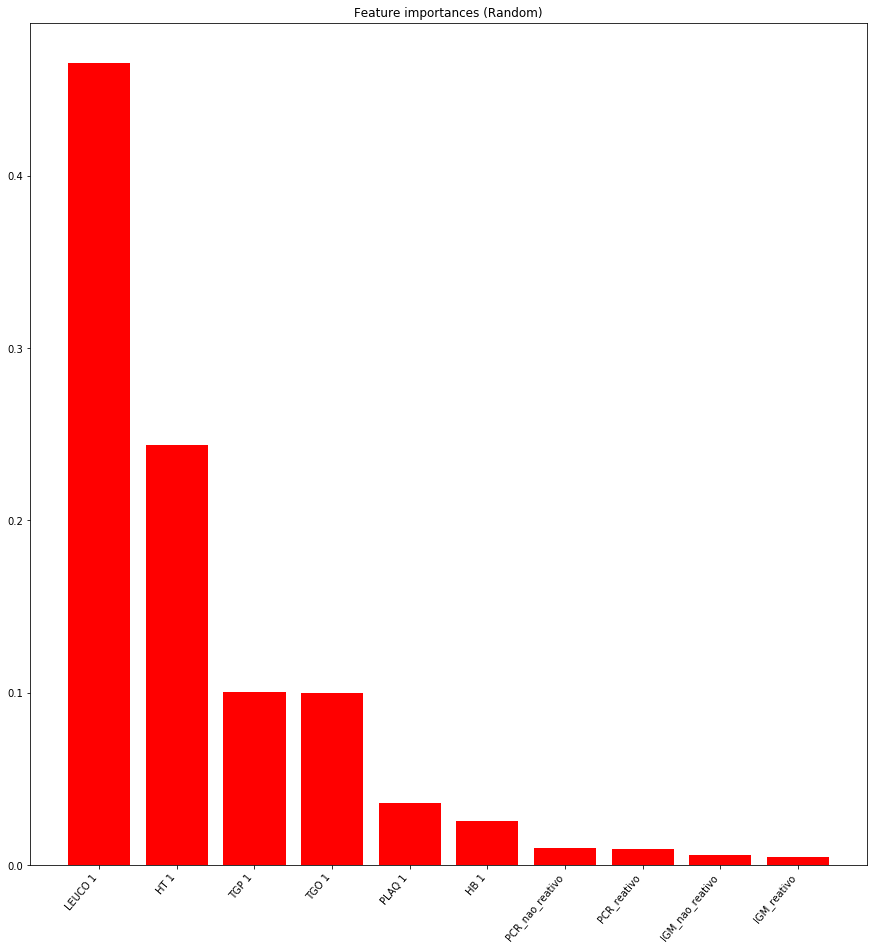 Feature importances (Random)
0.4
0.3
0.2
0.1
0.0
LEUCO 1
HT 1
TGP 1
TGO 1
PLAQ 1
HB 1
PCR_nao_reativo
PCR_reativo
IGM_nao_reativo
IGM_reativo